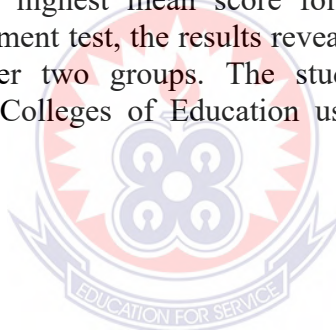 highest mean score for
ment test, the results revea
er two groups. The stud
Colleges of Education us
EDUCATION FOR SERVICE